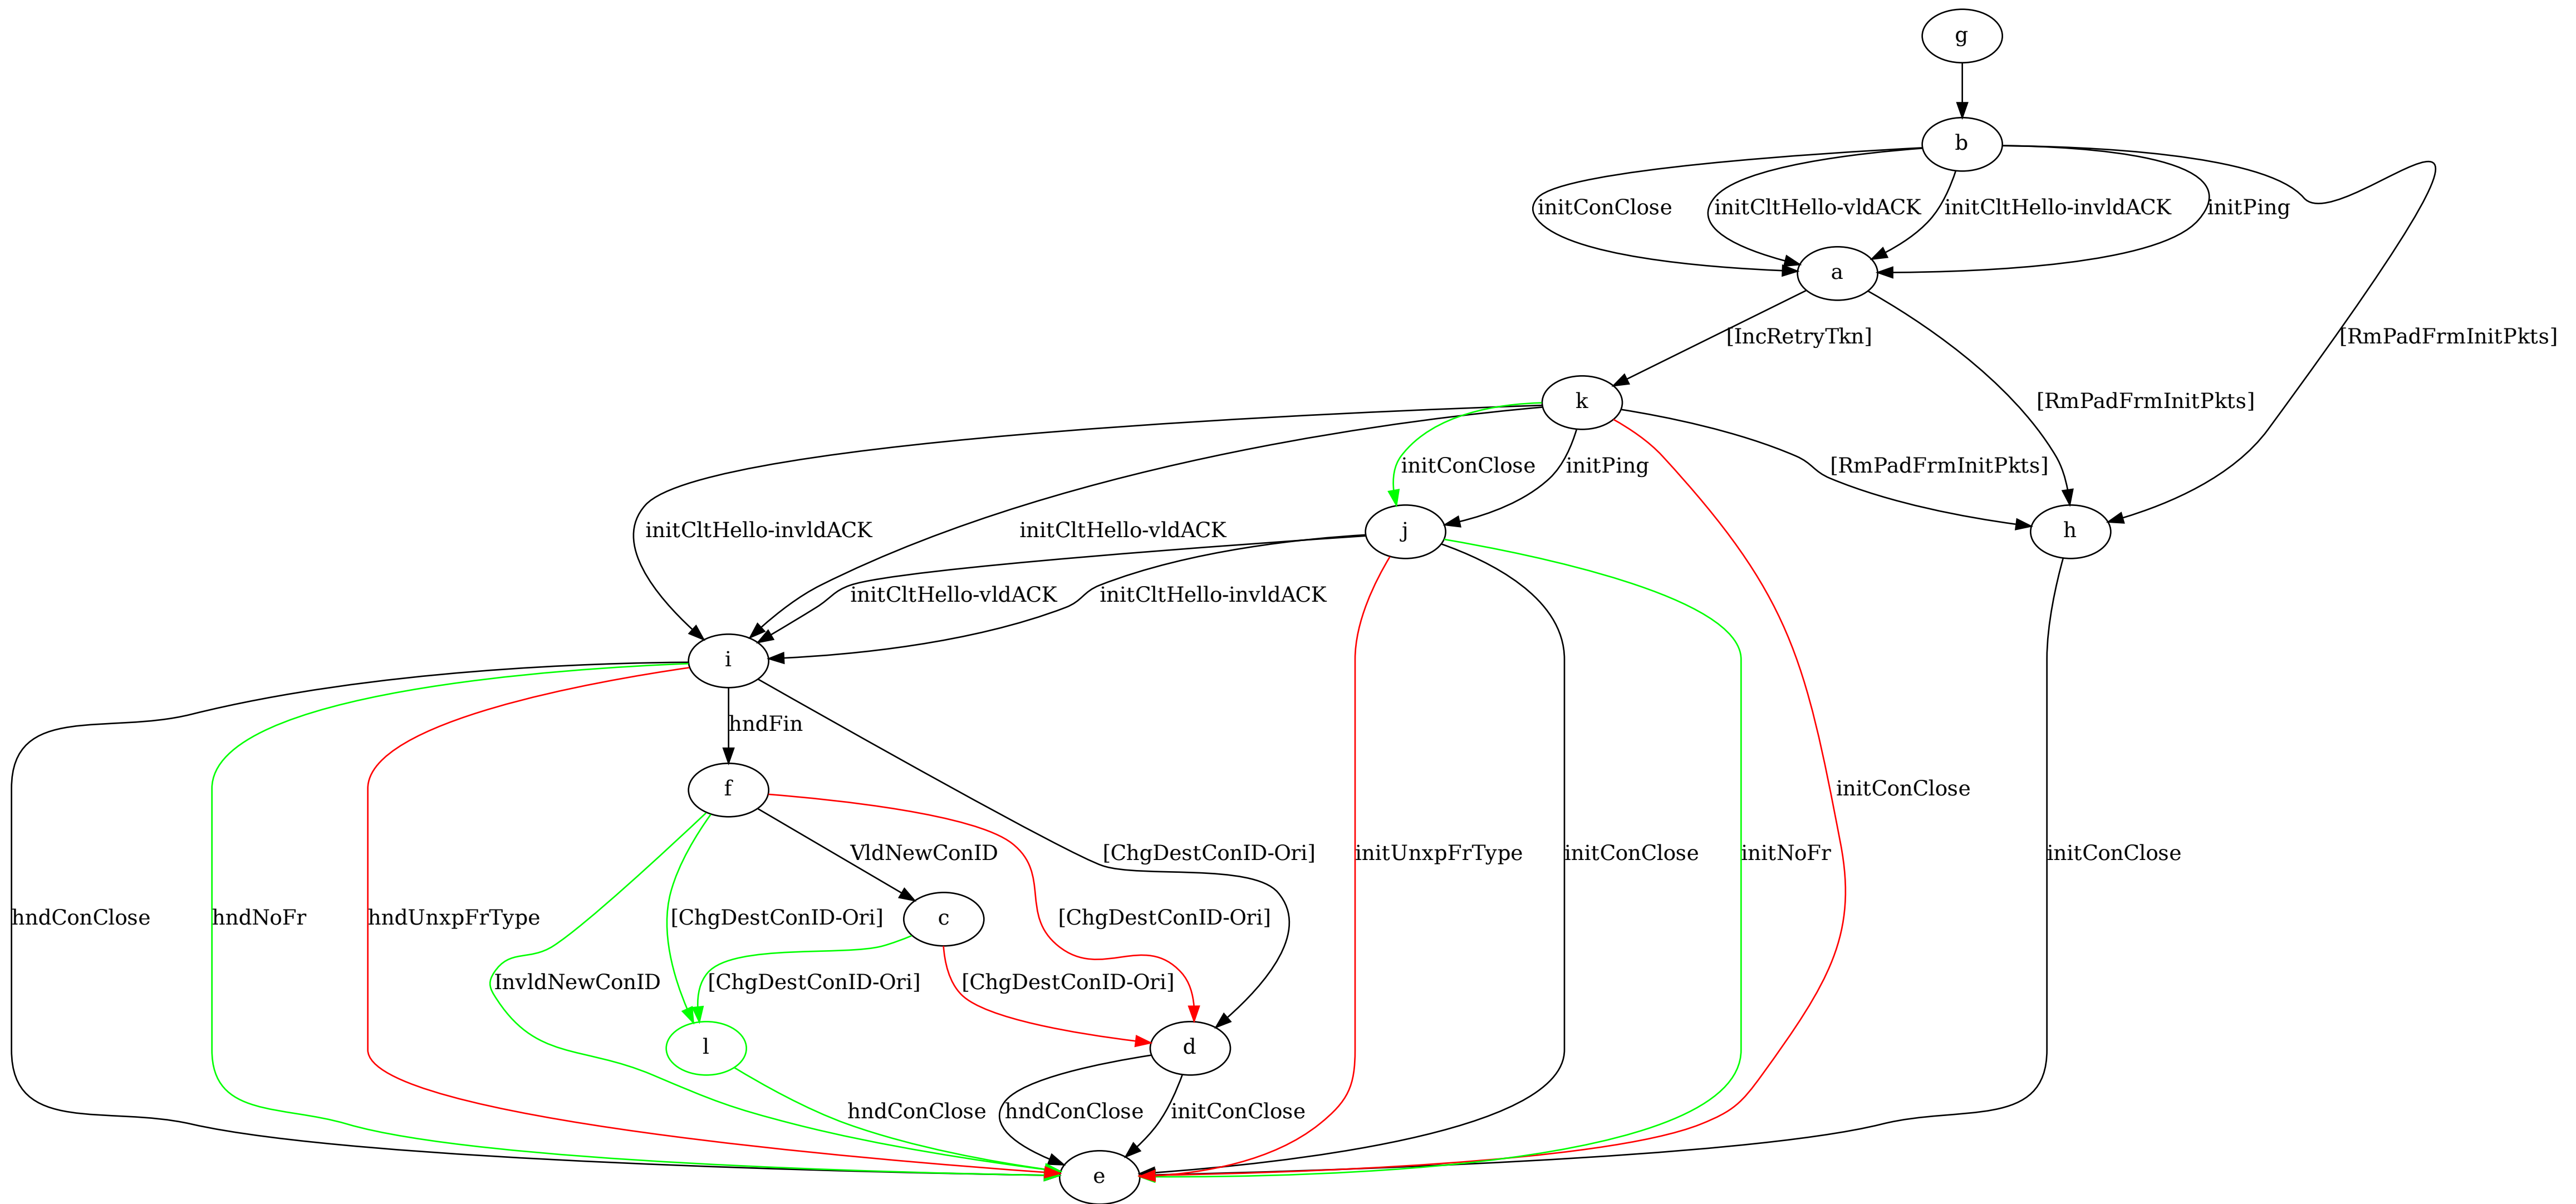 g
b
initConClose
initCltHello-vldACK
initCltHello-invldACK
initPing
a
[IncRetryTkn]
[RmPadFrmInitPkts]
k
[RmPadFrmInitPkts]
initConClose
initPing
[RmPadFrmInitPkts]
initCltHello-invldACK
initCltHello-vldACK
j
h
initCltHello-vldACK
initCltHello-invldACK
i
hndFin
f
initConClose
VldNewConID
[ChgDestConID-Ori]
initUnxpFrType
initConClose
initNoFr
initConClose
hndConClose
hndNoFr
hndUnxpFrType
[ChgDestConID-Ori]
c
[ChgDestConID-Ori]
InvldNewConID
[ChgDestConID-Ori]
[ChgDestConID-Ori]
l
d
hndConClose
hndConClose
initConClose
e